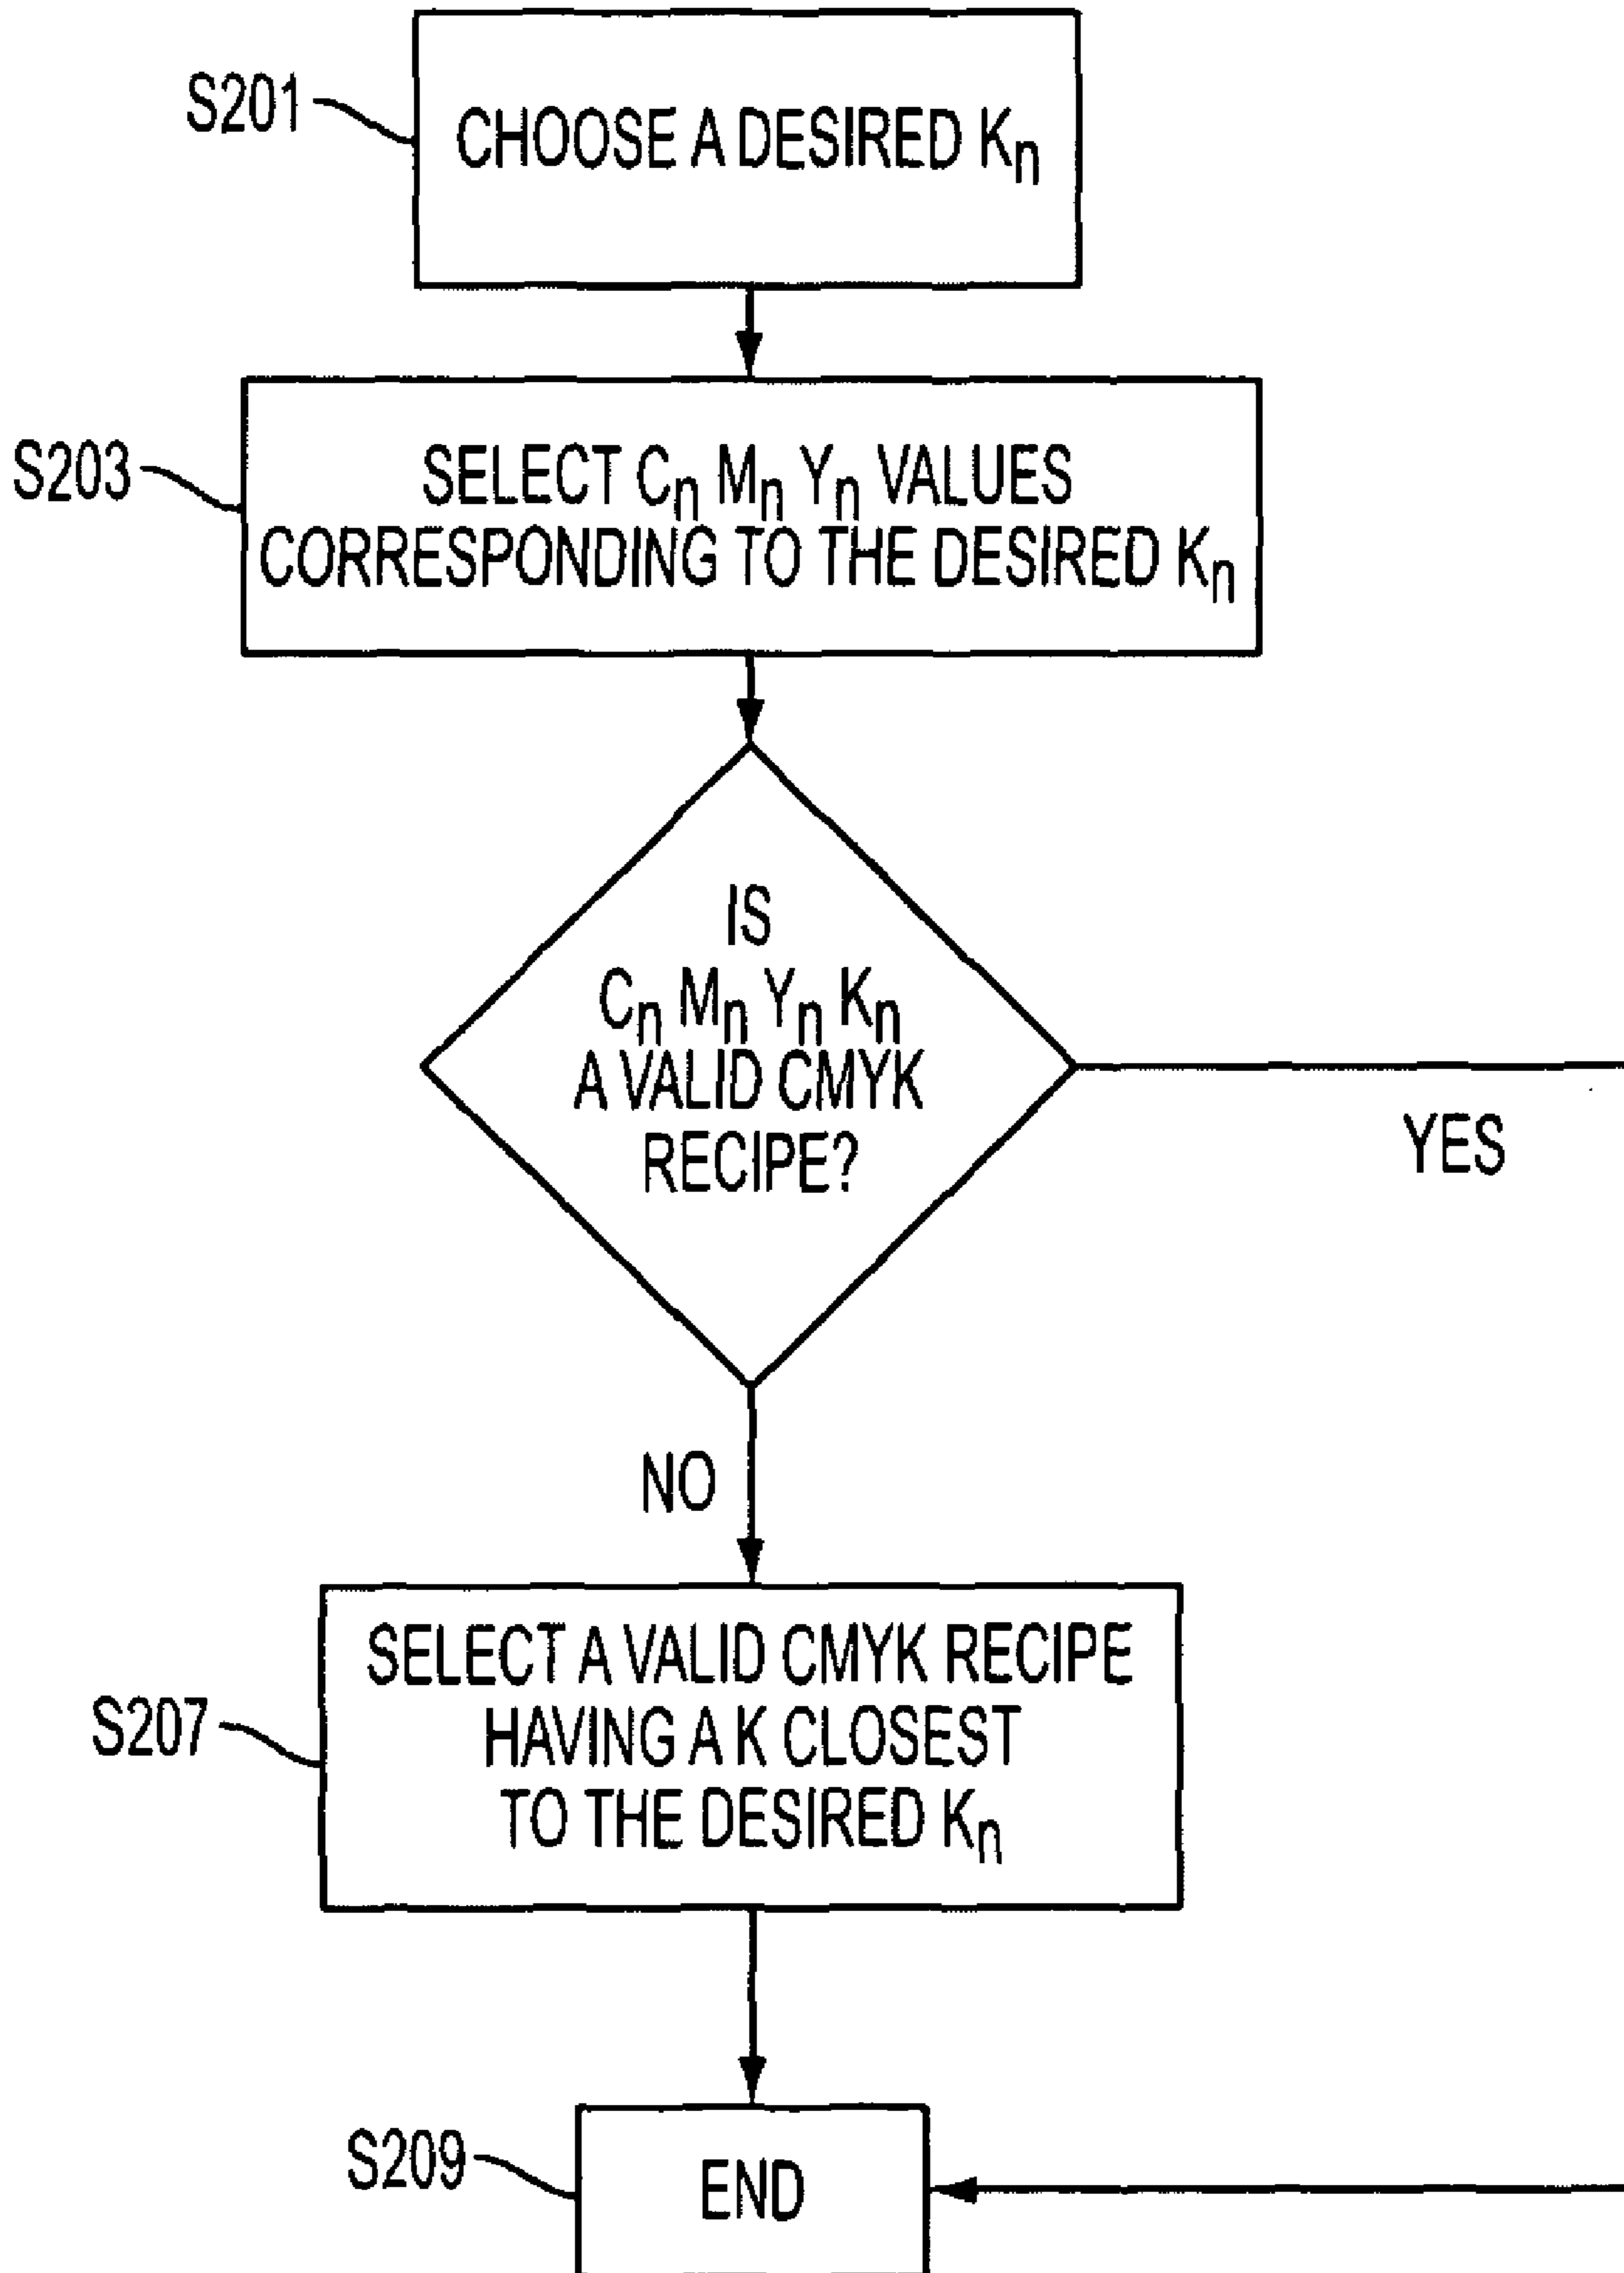 S201
CHOOSE A DESIRED Kn
S203
SELECT Cn Mn Yn VALUES
CORRESPONDING TO THE DESIRED Kn
IS
Cn Mn Yn Kn
A VALID CMYK
RECIPE?
YES
NO
S207
SELECT A VALID CMYK RECIPE
HAVING A K CLOSEST
TO THE DESIRED Kn
S209
END